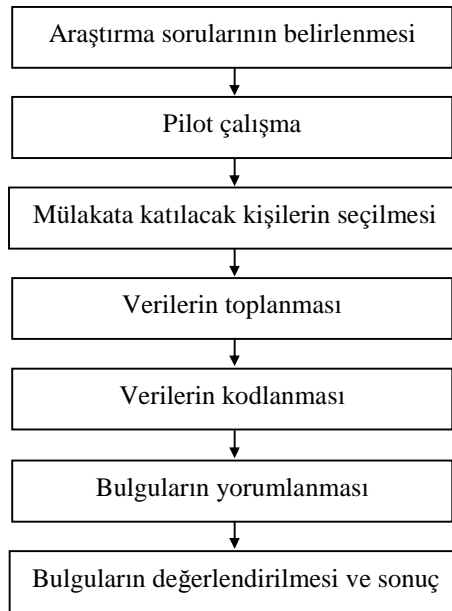 Araştırma sorularının belirlenmesi
Pilot çalışma
Mülakata katılacak kişilerin seçilmesi
Verilerin toplanması
Verilerin kodlanması
Bulguların yorumlanması
Bulguların değerlendirilmesi ve sonuç